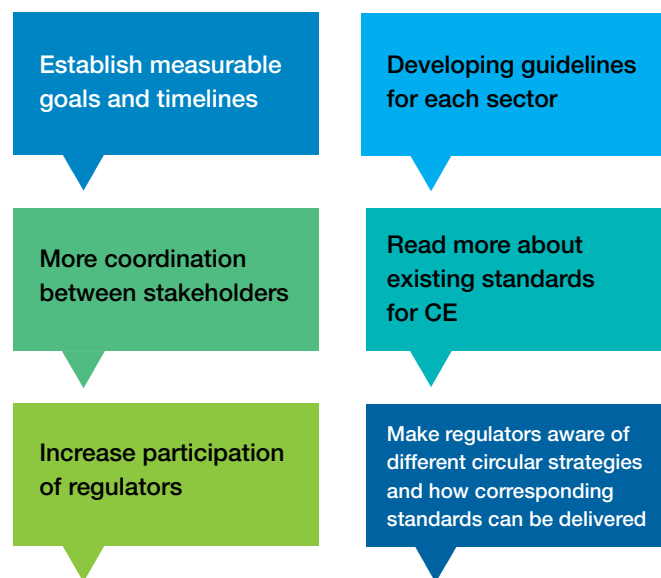 Establish measurable
goals and timelines
Developing guidelines
for each sector
More coordination
between stakeholders
Read more about
existing standards
for CE
Increase participation
of regulators
Make regulators aware of
different circular strategies
and how corresponding
standards can be delivered